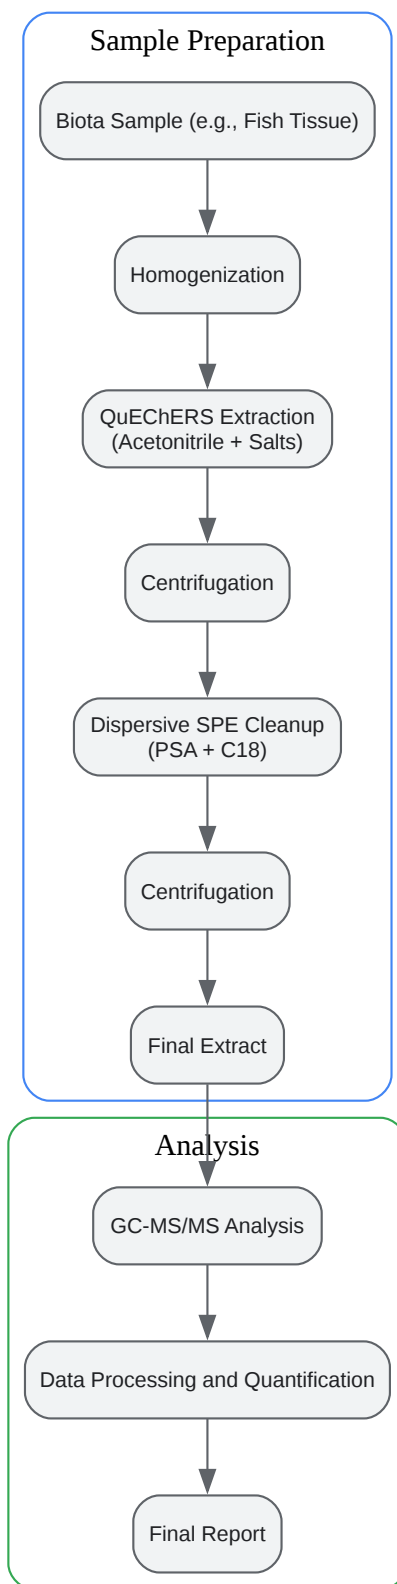 Sample Preparation
Biota Sample (e.g., Fish Tissue)
Homogenization
QuEChERS Extraction
(Acetonitrile + Salts)
Centrifugation
Dispersive SPE Cleanup
(PSA + C18)
Centrifugation
Final Extract
Analysis
GC-MS/MS Analysis
Data Processing and Quantification
Final Report